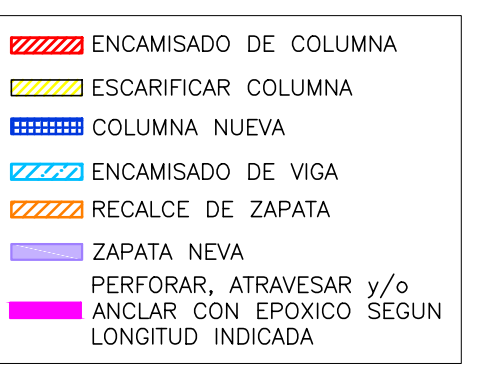 ENCAMISADO DE COLUMNA
ESCARIFICAR COLUMNA
COLUMNA NUEVA
ENCAMISADO DE VIGA
RECALCE DE ZAPATA
ZAPATA NEVA
PERFORAR, ATRAVESAR y/o
ANCLAR CON EPOXICO SEGUN
LONGITUD INDICADA